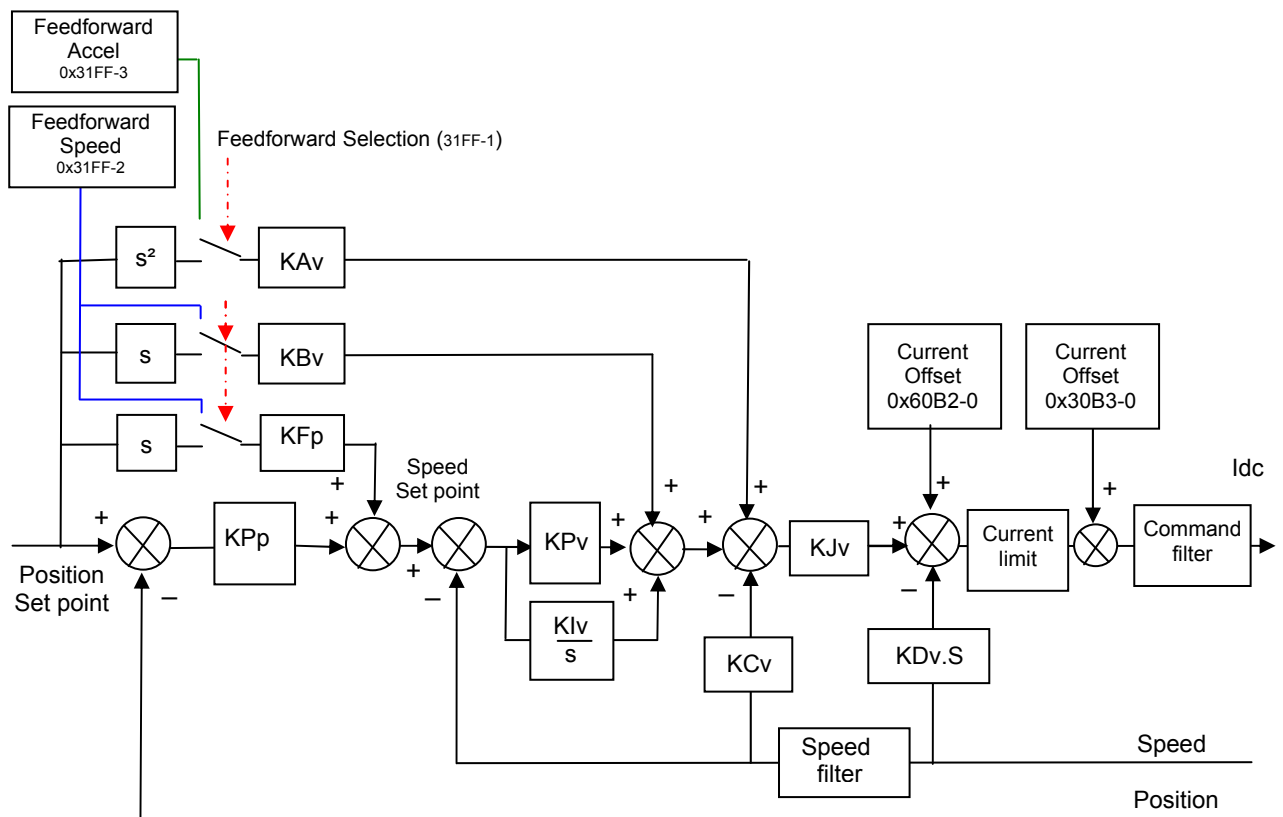 Feedforward
Accel
0x31FF-3
Feedforward
Speed
0x31FF-2
Feedforward Selection (31FF-1)
s²
KAv
s
KBv
s
KFp
Current
Offset
0x60B2-0
Current
Offset
0x30B3-0
Idc
Speed
Set point
+
+
+
+
+
+
KPp
+
+
KPv
+
+
+
KJv
+
Current
limit
Command
filter
Position
Set point
–
–
+
KIv
s
–
–
KCv
KDv.S
Speed
filter
Speed
Position